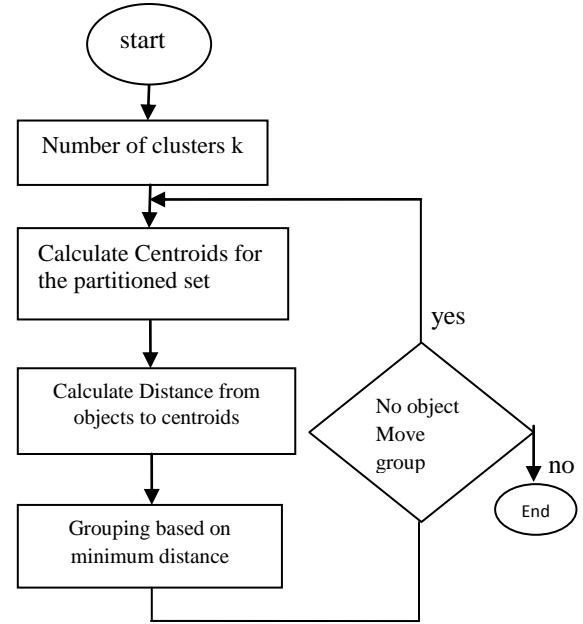 start
Number of clusters k
Calculate Centroids for
the partitioned set
Calculate Distance from
objects to centroids
Grouping based on
minimum distance
yes
No object
Move
group
no
End